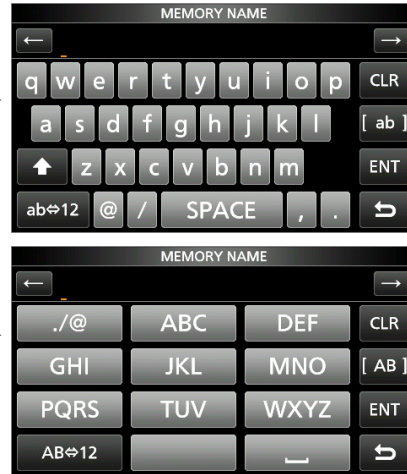 MEMORY NAME
← →
q w e r t y u i o p CLR
a s d f g h j k l [ ab ]
z x c v b n m ENT
ab⇔12 @ / SPACE , .
MEMORY NAME
← →
./@ ABC DEF CLR
GHI JKL MNO [ AB ]
PQRS TUV WXYZ ENT
AB⇔12